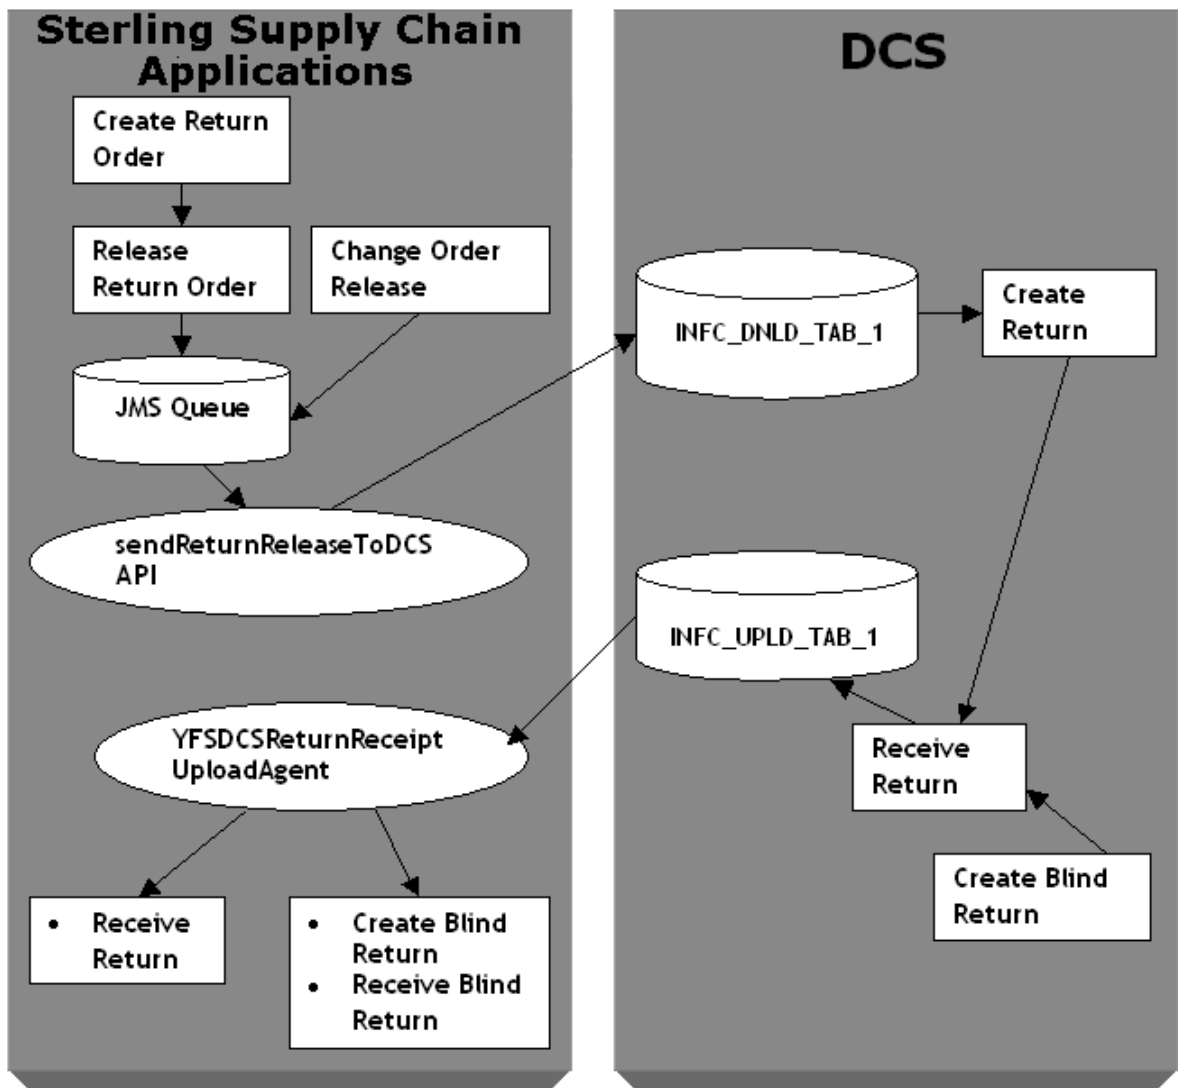 Sterling Supply Chain
Applications
Create Return
Order
Release
Return Order
Change Order
Release
JMS Queue
sendReturnReleaseToDCS
API
YFSDCSReturnReceipt
UploadAgent
• Receive
Return
• Create Blind
Return
• Receive Blind
Return
DCS
INFC_DNLD_TAB_1
Create
Return
INFC_UPLD_TAB_1
Receive
Return
Create Blind
Return